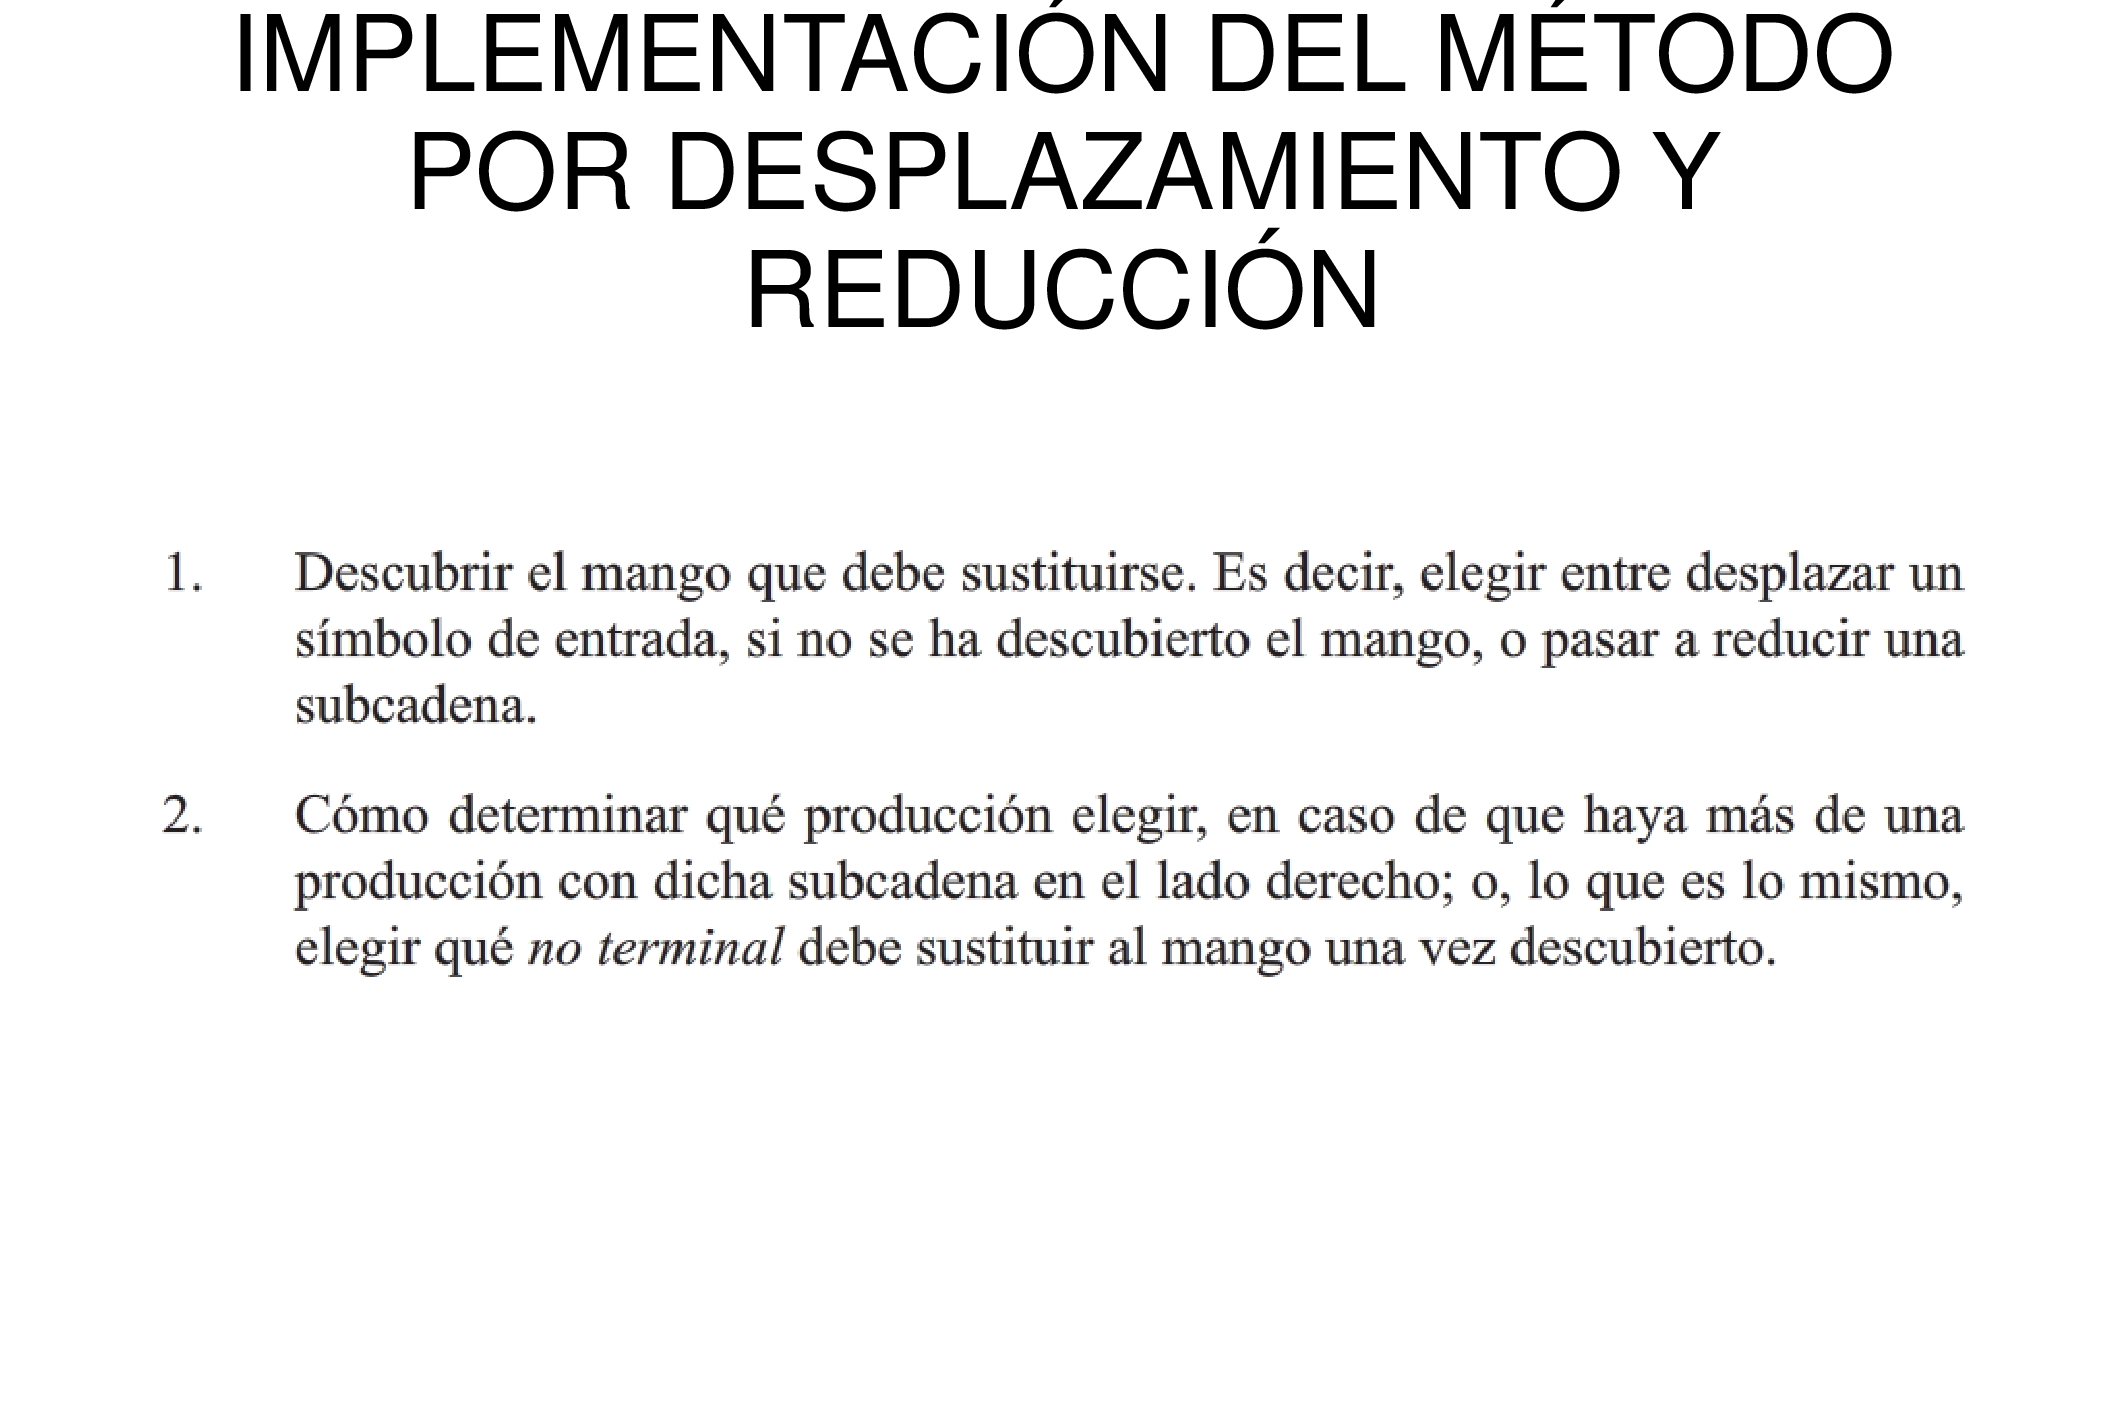 IMPLEMENTACIÓN DEL MÉTODO
POR DESPLAZAMIENTO Y
REDUCCIÓN
1. Descubrir el mango que debe sustituirse. Es decir, elegir entre desplazar un
símbolo de entrada, si no se ha descubierto el mango, o pasar a reducir una
subcadena.
2. Cómo determinar qué producción elegir, en caso de que haya más de una
producción con dicha subcadena en el lado derecho; o, lo que es lo mismo,
elegir qué no terminal debe sustituir al mango una vez descubierto.